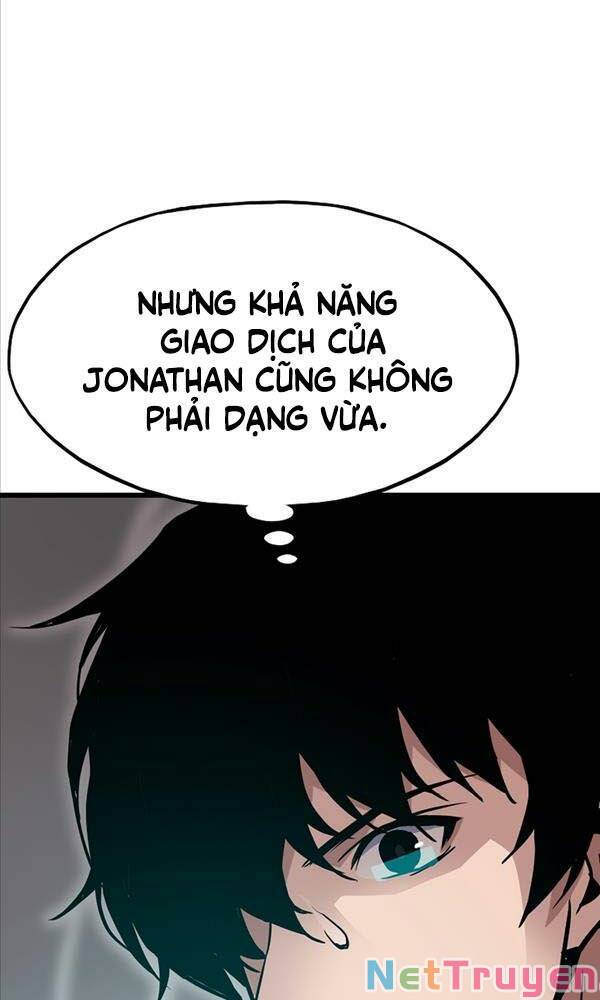 NHƯNG KHẢ NĂNG
GIAO DỊCH CỦA
JONATHAN CŨNG KHÔNG
PHẢI DẠNG VỪA.
NETTRUYEN